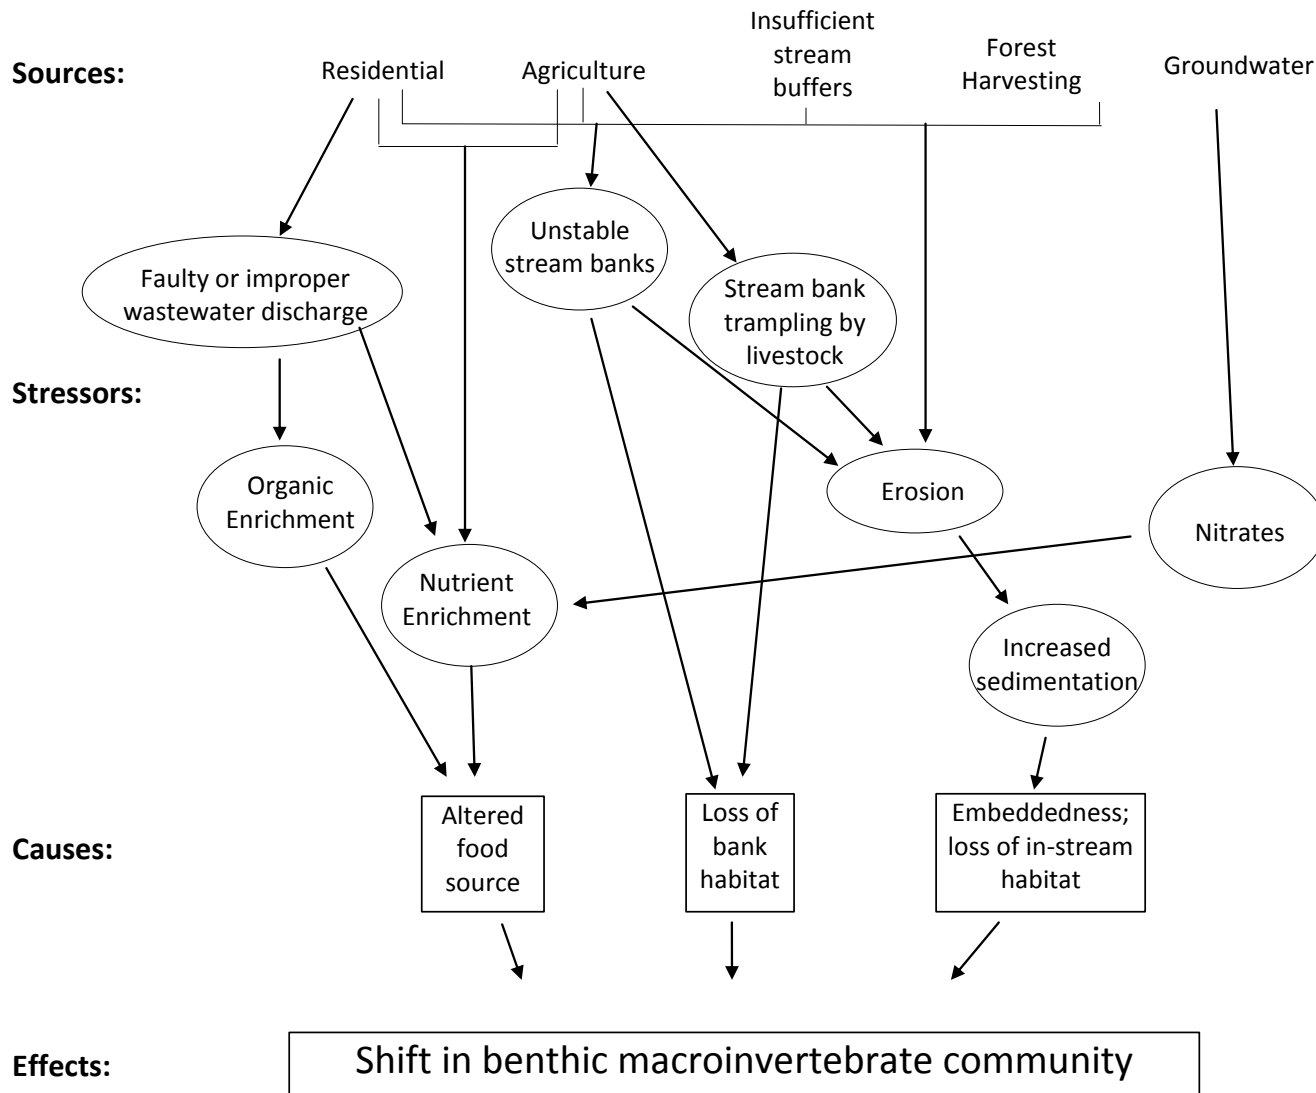 Sources:
Residential
Agriculture
Insufficient
stream
buffers
Forest
Harvesting
Groundwater
Unstable
stream banks
Faulty or improper
wastewater discharge
Stream bank
trampling by
livestock
Stressors:
Organic
Enrichment
Erosion
Nitrates
Nutrient
Enrichment
Increased
sedimentation
Causes:
Altered
food
source
Loss of
bank
habitat
Embeddedness;
loss of in-stream
habitat
Effects:
Shift in benthic macroinvertebrate community